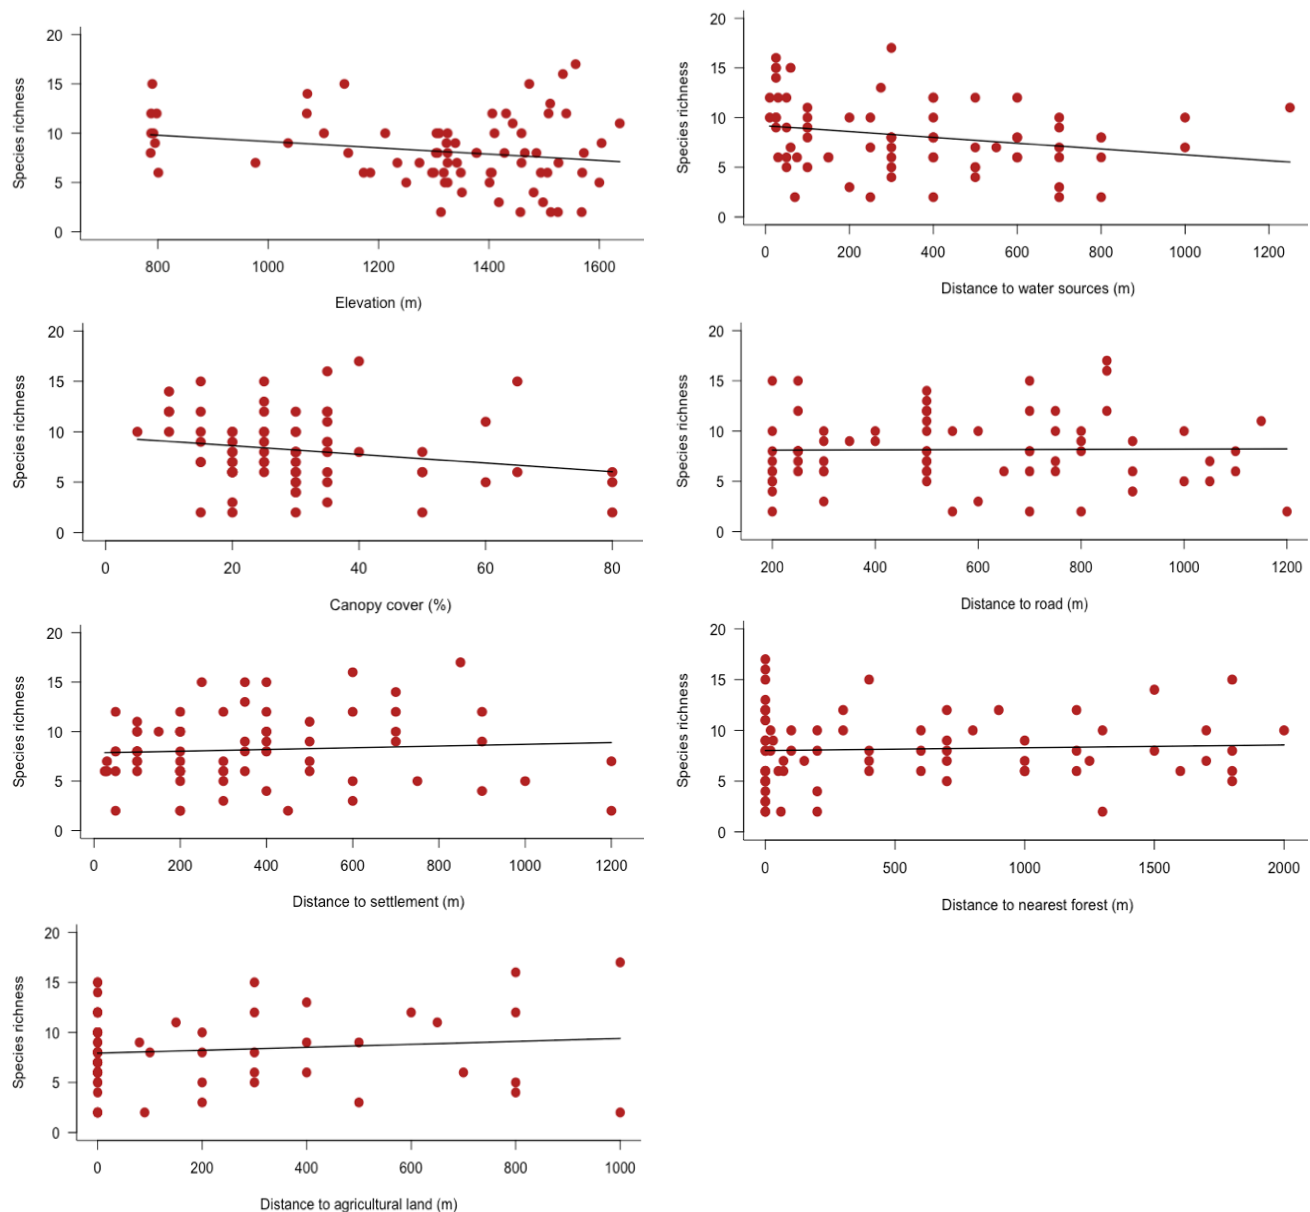 Species richness
20
15
10
5
0
800 1000 1200 1400 1600
Elevation (m)
Species richness
20
15
10
5
0
0 200 400 600 800 1000 1200
Distance to water sources (m)
Species richness
20
15
10
5
0
0 20 40 60 80
Canopy cover (%)
Species richness
20
15
10
5
0
200 400 600 800 1000 1200
Distance to road (m)
Species richness
20
15
10
5
0
0 200 400 600 800 1000 1200
Distance to settlement (m)
Species richness
20
15
10
5
0
0 500 1000 1500 2000
Distance to nearest forest (m)
Species richness
20
15
10
5
0
0 200 400 600 800 1000
Distance to agricultural land (m)